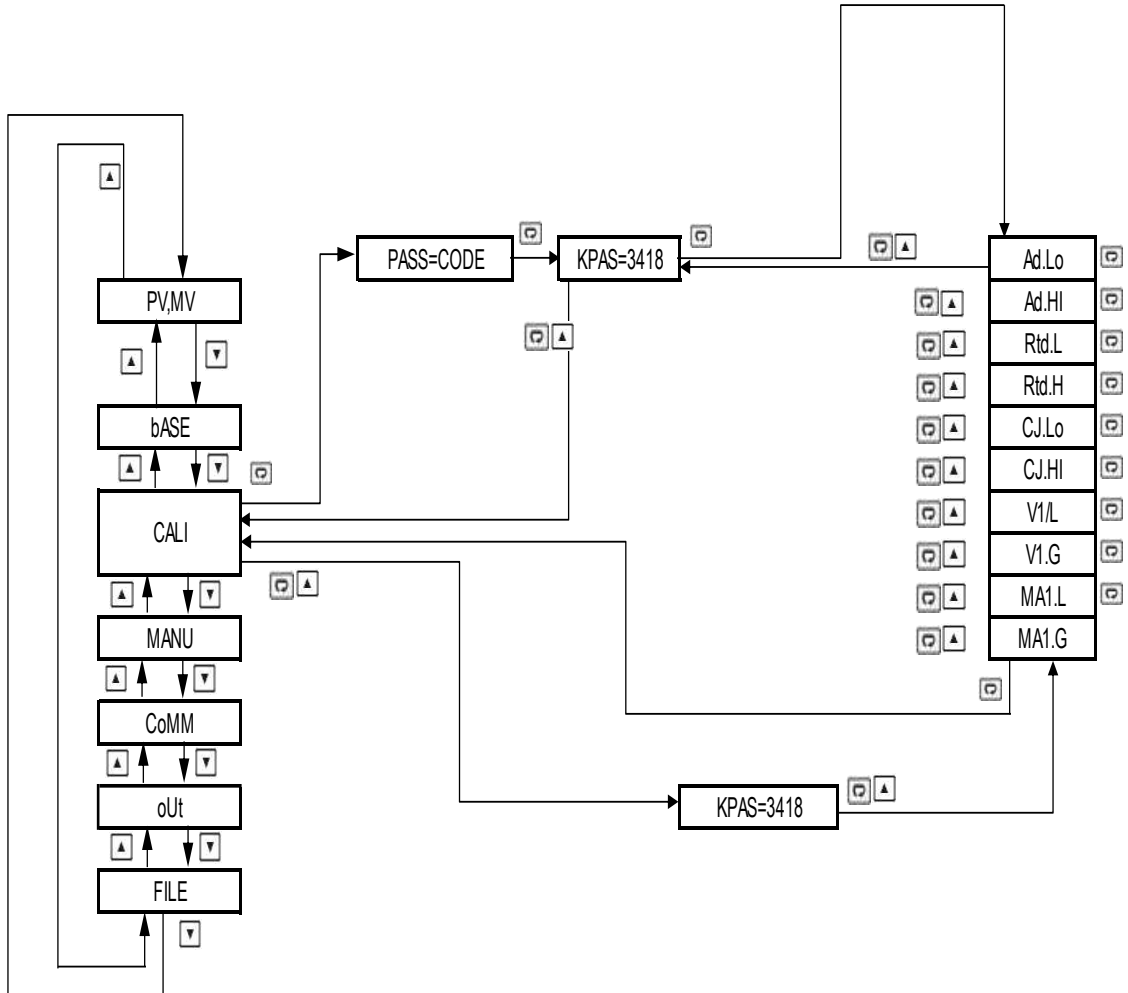 PV,MV
bASE
CALI
MANU
CoMM
oUt
FILE
PASS=CODE
KPAS=3418
Ad.Lo
Ad.HI
Rtd.L
Rtd.H
CJ.Lo
CJ.HI
V1/L
V1.G
MA1.L
MA1.G
KPAS=3418